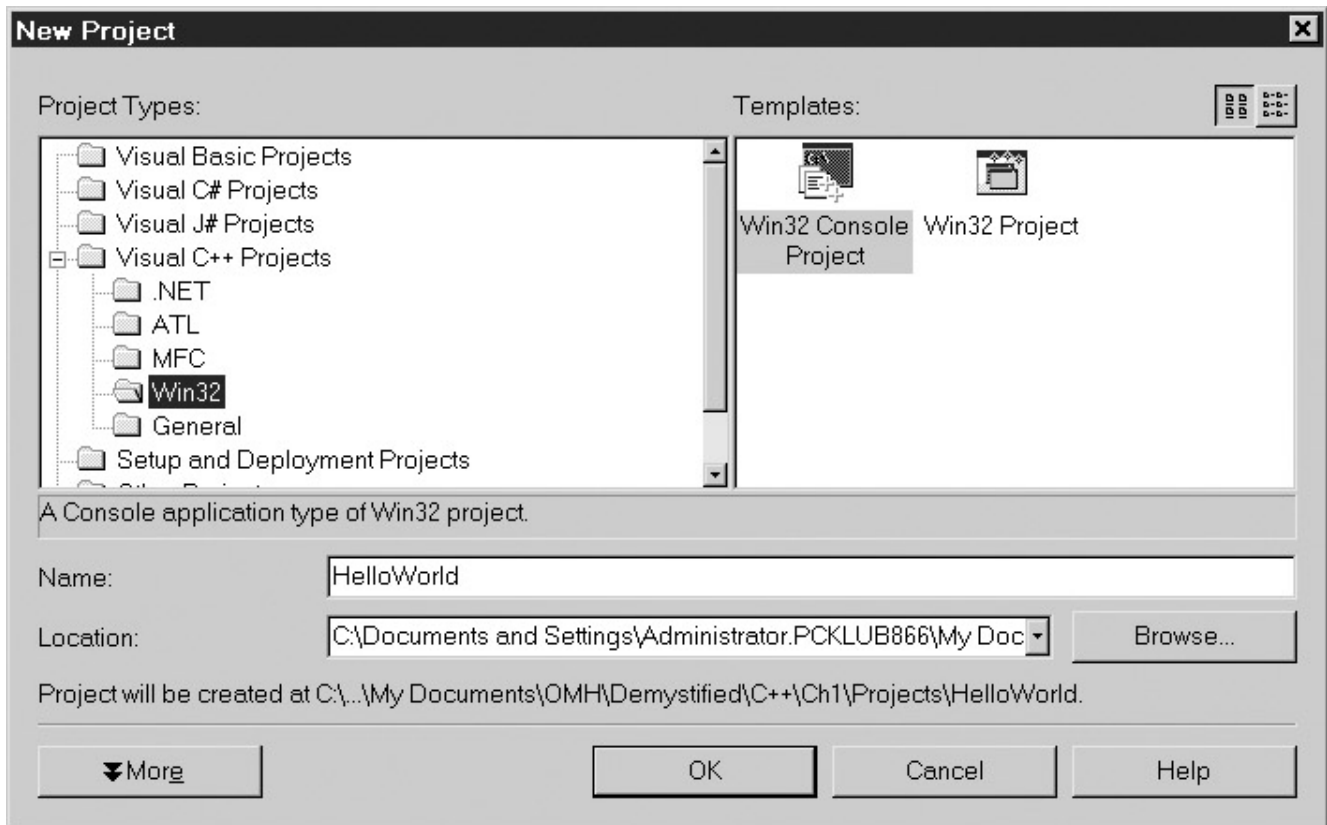 New Project
Project Types:
Templates:
Visual Basic Projects
Visual C# Projects
Visual J# Projects
Visual C++ Projects
.NET
ATL
MFC
Win32
General
Setup and Deployment Projects
Win32 Console
Project
Win32 Project
A Console application type of Win32 project.
Name:
HelloWorld
Location:
C:\Documents and Settings\Administrator.PCKLUB866\My Doc
Browse...
Project will be created at C:\...\My Documents\OMH\Demystified\C++\Ch1\Projects\HelloWorld.
More
OK
Cancel
Help